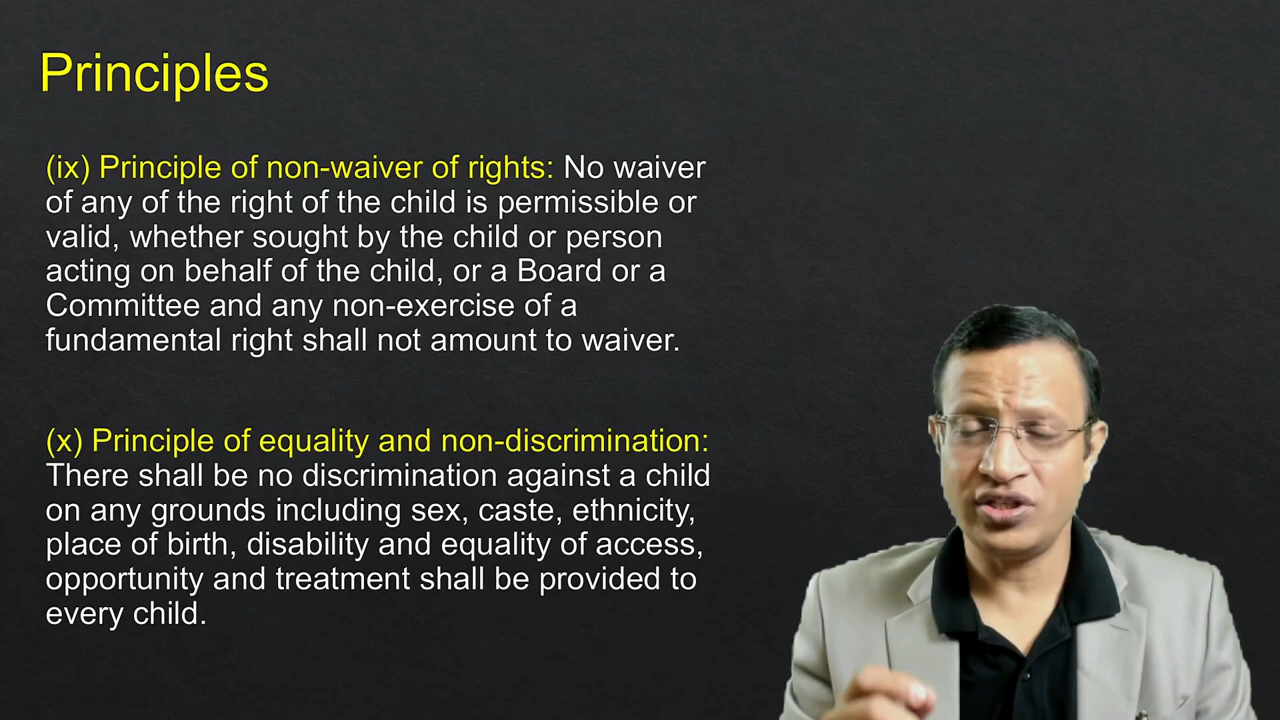 Principles
(ix) Principle of non-waiver of rights: No waiver
of any of the right of the child is permissible or
valid, whether sought by the child or person
acting on behalf of the child, or a Board or a
Committee and any non-exercise of a
fundamental right shall not amount to waiver.
(x) Principle of equality and non-discrimination:
There shall be no discrimination against a child
on any grounds including sex, caste, ethnicity,
place of birth, disability and equality of access,
opportunity and treatment shall be provided to
every child.